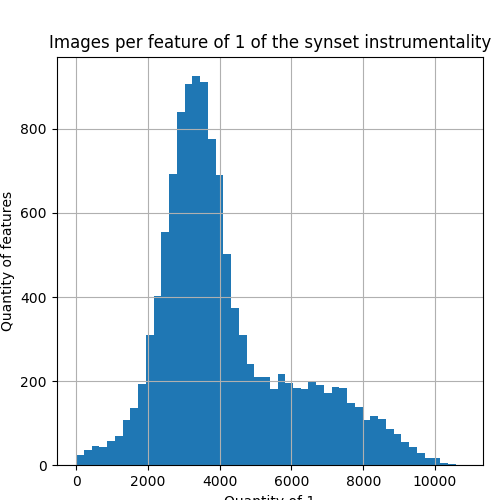 Images per feature of 1 of the synset instrumentality
Quantity of features
800
600
400
200
0
0 2000 4000 6000 8000 10000
Quantity of 1